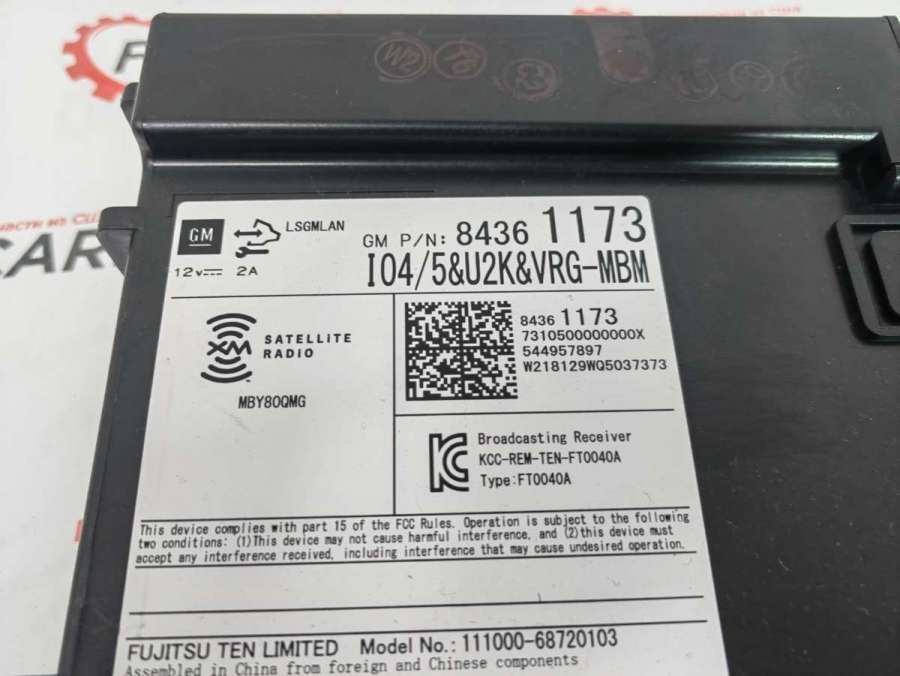 GM
LSGMLAN
GM P/N: 8436 1173
12V 2A
IO4/5&U2K&VRG-MBM
XM SATELLITE
RADIO
MBY80QMG
8436 1173
7310500000000X
544957897
W218129WQ5037373
Broadcasting Receiver
KCC-REM-TEN-FT0040A
Type:FT0040A
This device complies with part 15 of the FCC Rules. Operation is subject to the following
two conditions: (1)This device may not cause harmful interference, and (2)this device must
accept any interference received, including interference that may cause undesired operation.
FUJITSU TEN LIMITED Model No.:111000-68720103
Assembled in China from foreign and Chinese components